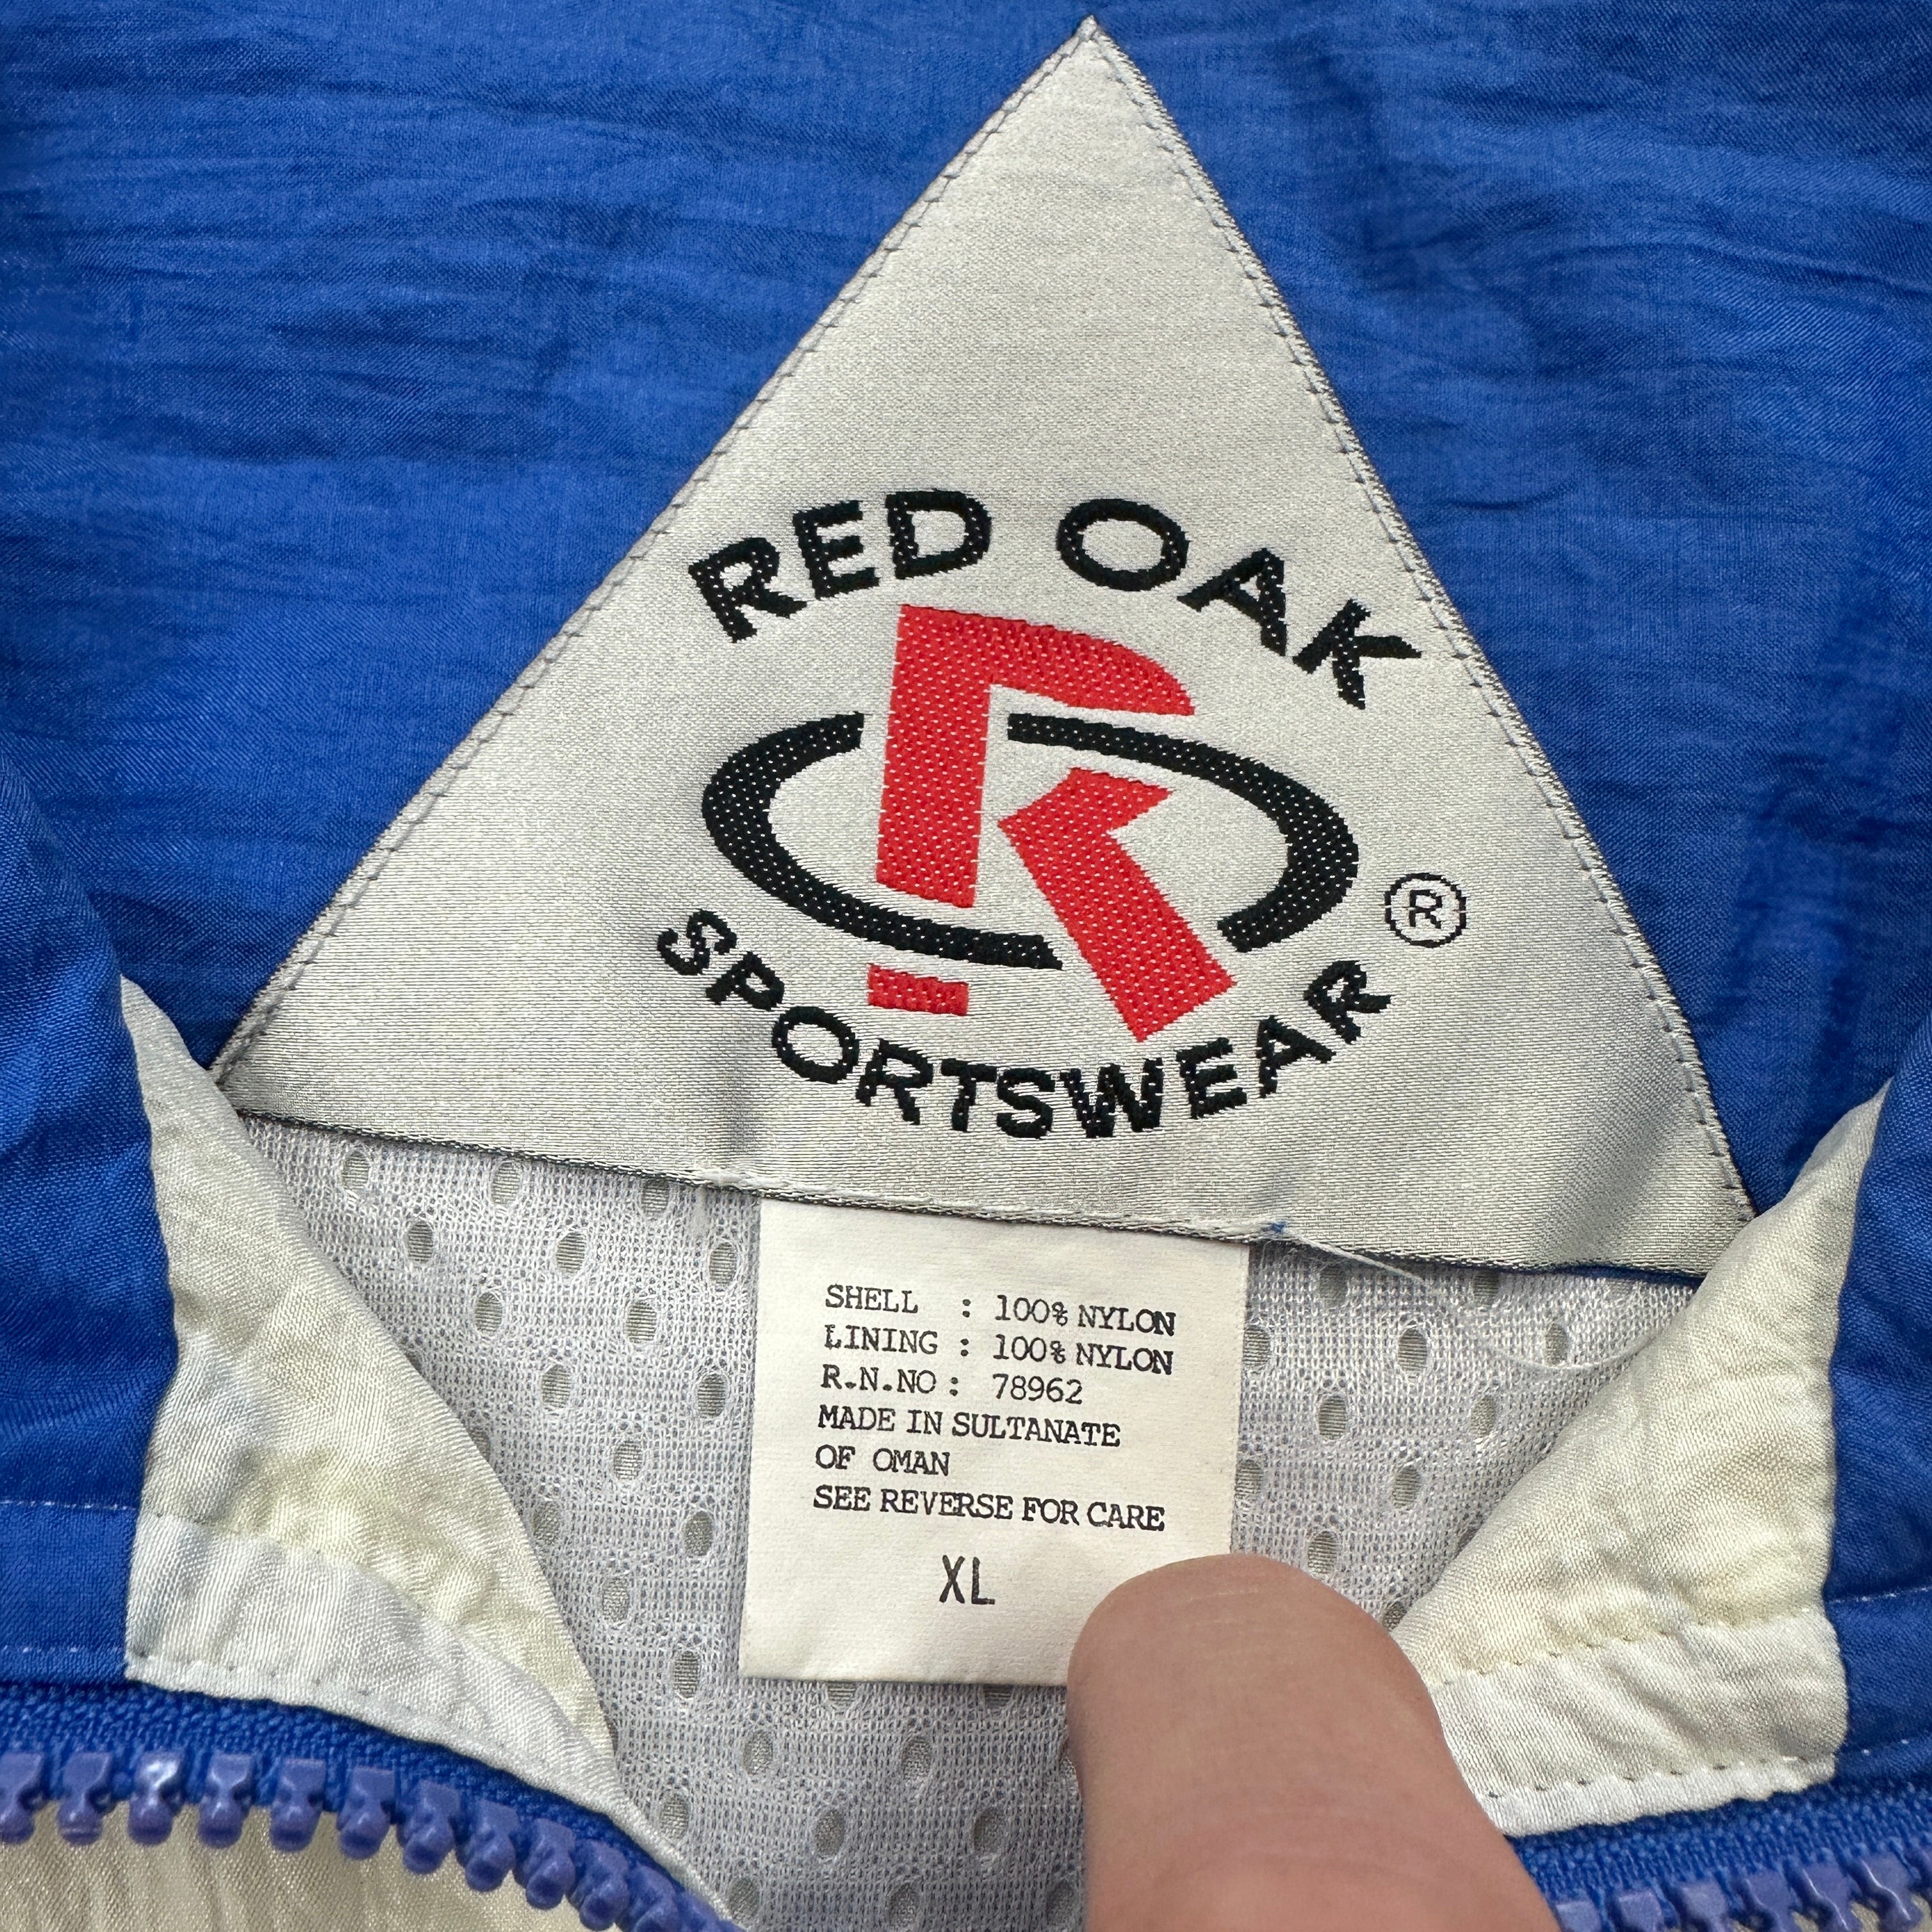 RED OAK
R
SPORTSWEAR ®
SHELL : 100% NYLON
LINING : 100% NYLON
R.N.NO : 78962
MADE IN SULTANATE
OF OMAN
SEE REVERSE FOR CARE
XL